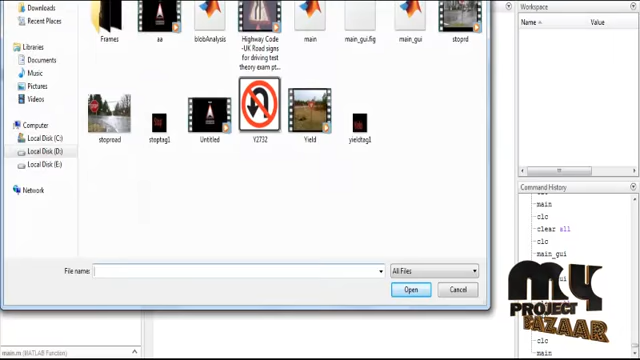 Downloads
Recent Places
Libraries
Documents
Music
Pictures
Videos
Computer
Local Disk (C:)
Local Disk (D:)
Local Disk (E:)
Network
Frames
aa
blobAnalysis
Highway Code
-UK Road signs
for driving test
theory exam pt...
main
main_gui.fig
main_gui
stoprd
stoproad
stoptag1
Untitled
Y2732
Yield
yieldtag1
File name:
All Files
Open
Cancel
Workspace
Name
Value
Command History
clc
main
clc
clear all
clc
main_gui
clc
main
main.m (MATLAB Function)
MY
PROJECT
BAZAAR